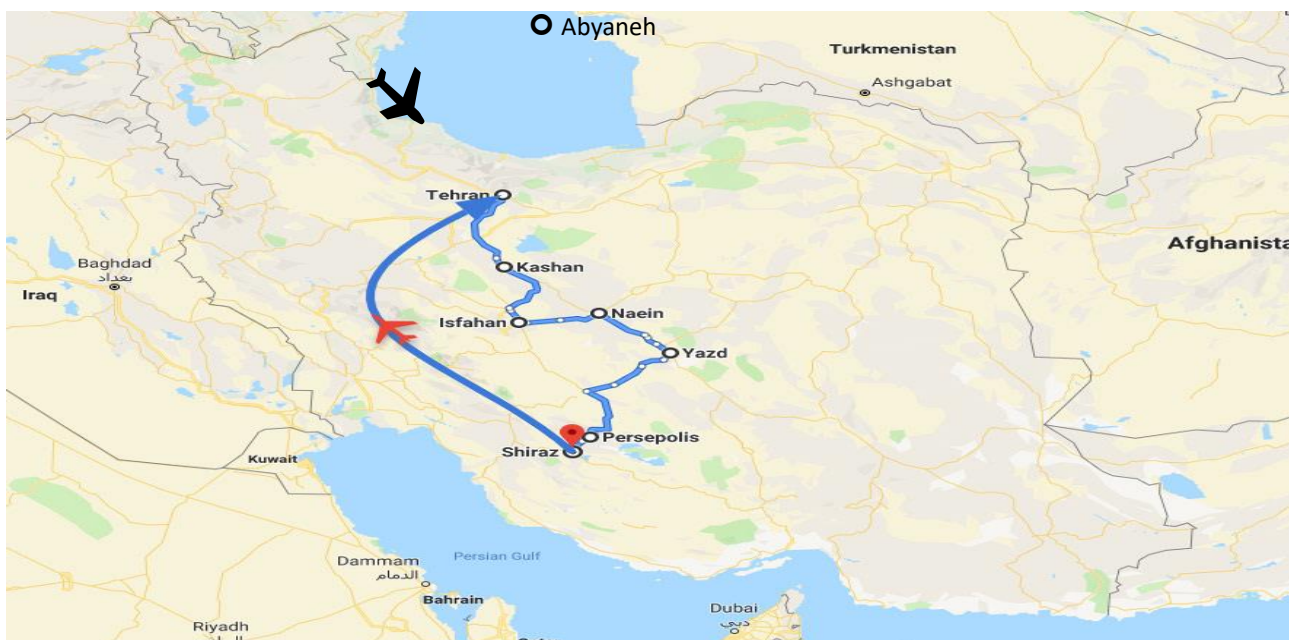 Abyaneh
Turkmenistan
Ashgabat
Tehran
Afghanista
Baghdad
بغداد
Kashan
Iraq
Naein
Isfahan
Yazd
Persepolis
Shiraz
Kuwait
Persian Gulf
Dammam
الدمام
Bahrain
Dubai
دبي
Riyadh